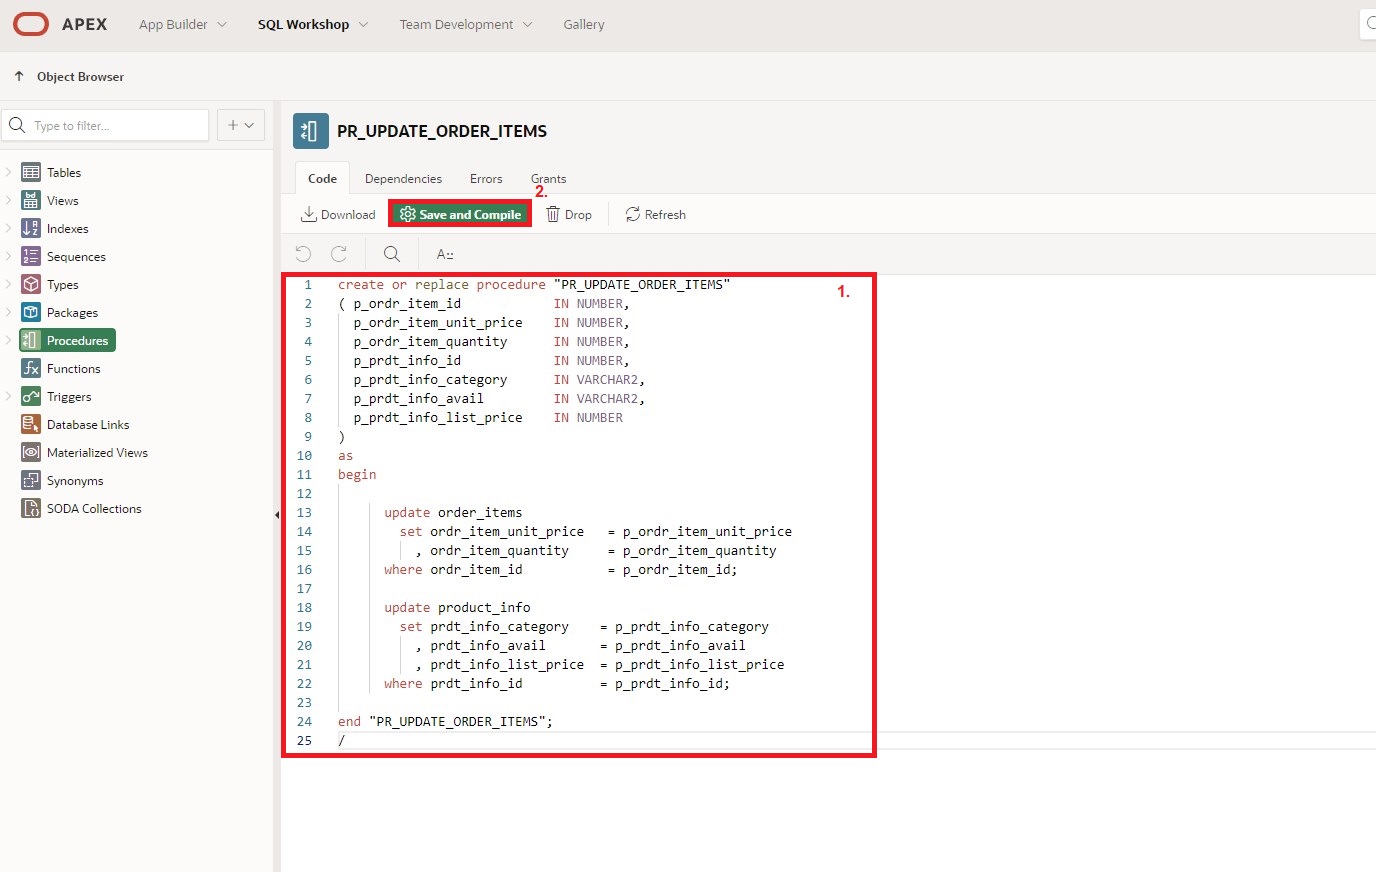 APEX App Builder SQL Workshop Team Development Gallery
Object Browser
Type to filter...
Tables
Views
Indexes
Sequences
Types
Packages
Procedures
Functions
Triggers
Database Links
Materialized Views
Synonyms
SODA Collections
PR_UPDATE_ORDER_ITEMS
Code Dependencies Errors Grants
2.
Download Save and Compile Drop Refresh
A::
1.
1 create or replace procedure "PR_UPDATE_ORDER_ITEMS"
2 ( p_ordr_item_id IN NUMBER,
3 p_ordr_item_unit_price IN NUMBER,
4 p_ordr_item_quantity IN NUMBER,
5 p_prdt_info_id IN NUMBER,
6 p_prdt_info_category IN VARCHAR2,
7 p_prdt_info_avail IN VARCHAR2,
8 p_prdt_info_list_price IN NUMBER
9 )
10 as
11 begin
12
13 update order_items
14 set ordr_item_unit_price = p_ordr_item_unit_price
15 , ordr_item_quantity = p_ordr_item_quantity
16 where ordr_item_id = p_ordr_item_id;
17
18 update product_info
19 set prdt_info_category = p_prdt_info_category
20 , prdt_info_avail = p_prdt_info_avail
21 , prdt_info_list_price = p_prdt_info_list_price
22 where prdt_info_id = p_prdt_info_id;
23
24 end "PR_UPDATE_ORDER_ITEMS";
25 /